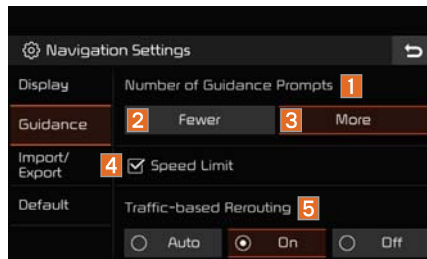 Navigation Settings
Display
Number of Guidance Prompts 1
Guidance
2 Fewer
3 More
Import/
Export
4 Speed Limit
Default
Traffic-based Rerouting 5
Auto
On
Off